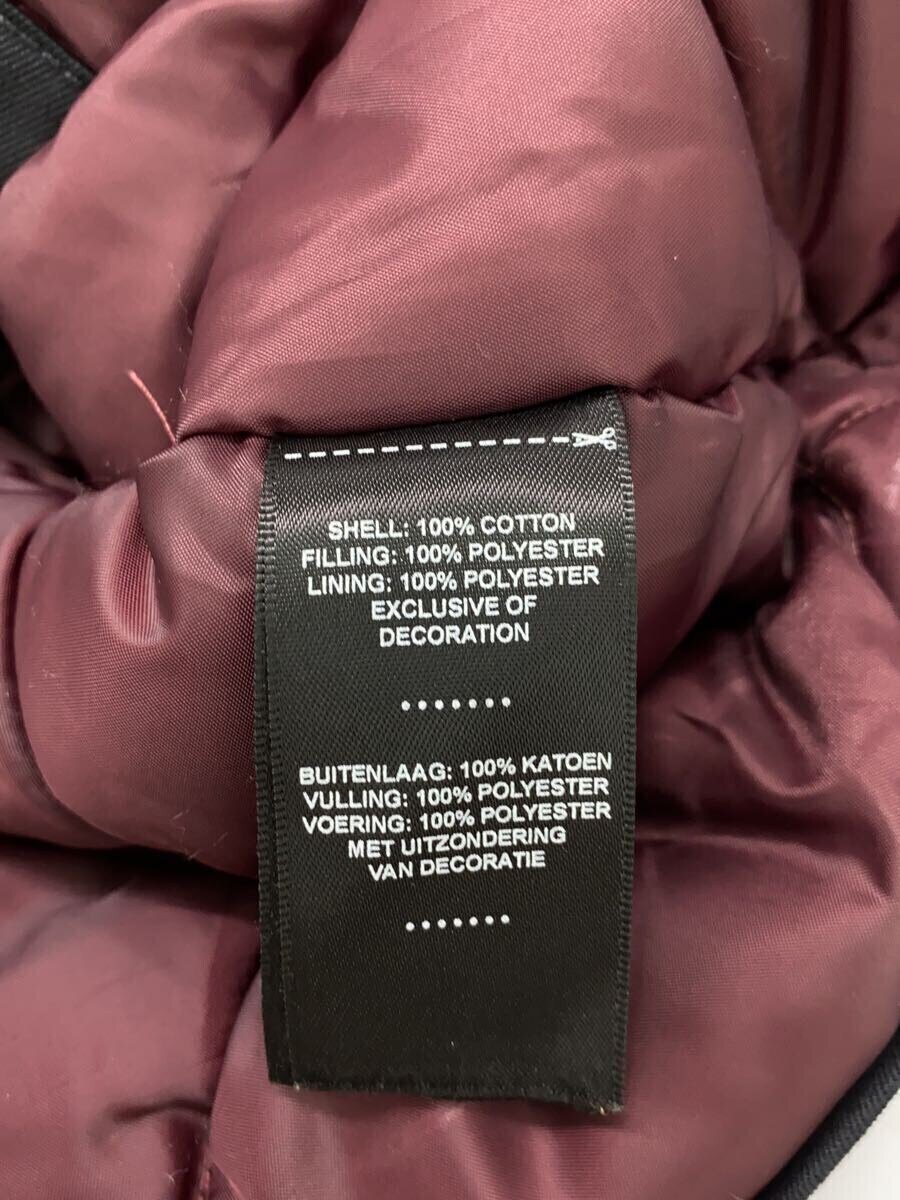 SHELL: 100% COTTON
FILLING: 100% POLYESTER
LINING: 100% POLYESTER
EXCLUSIVE OF
DECORATION
.......
BUITENLAAG: 100% KATOEN
VULLING: 100% POLYESTER
VOERING: 100% POLYESTER
MET UITZONDERING
VAN DECORATIE
.......